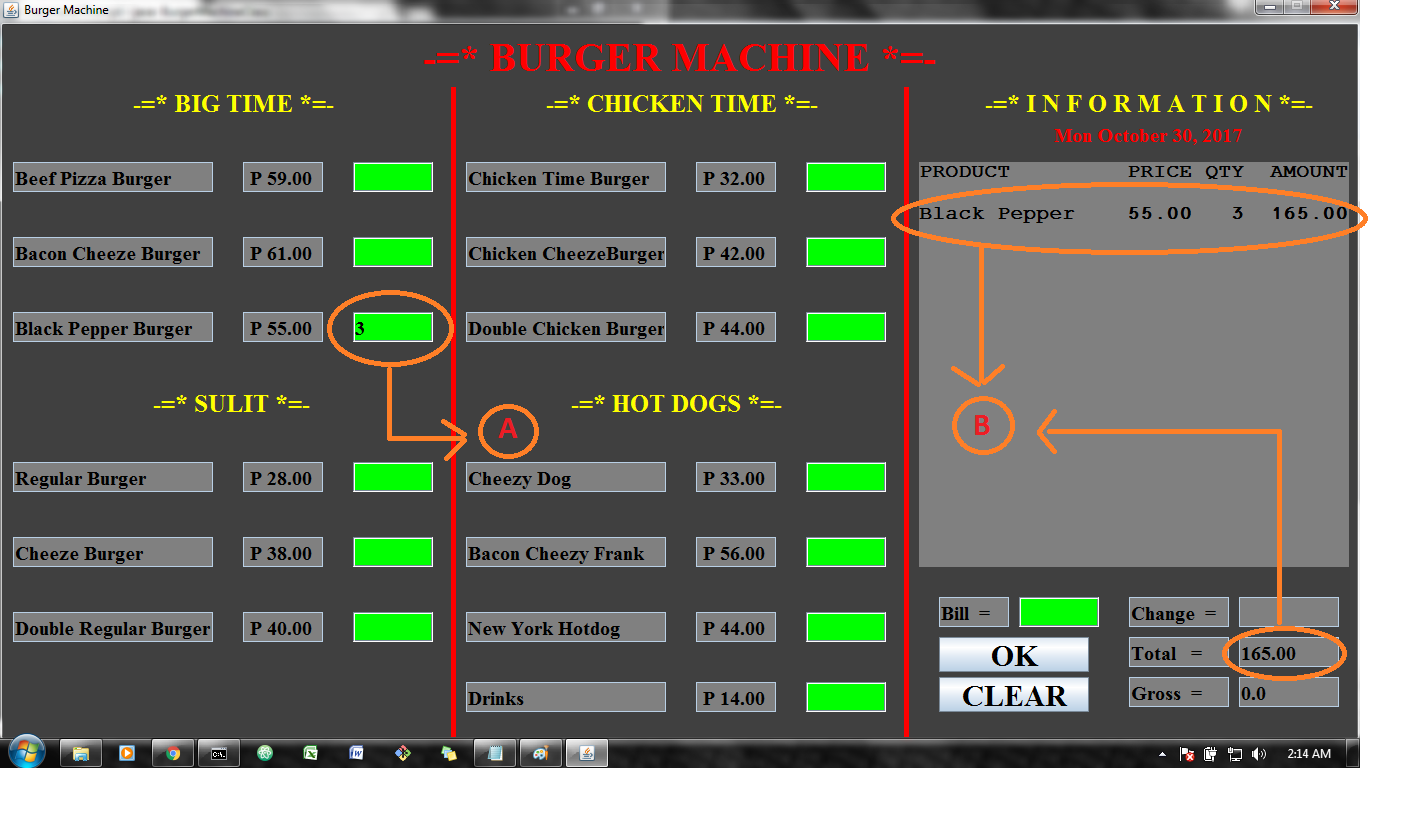 Burger Machine
-=* BURGER MACHINE *=-
-=* BIG TIME *=-
Beef Pizza Burger P 59.00
Bacon Cheeze Burger P 61.00
Black Pepper Burger P 55.00 3
-=* SULIT *=-
Regular Burger P 28.00
Cheeze Burger P 38.00
Double Regular Burger P 40.00
-=* CHICKEN TIME *=-
Chicken Time Burger P 32.00
Chicken CheezeBurger P 42.00
Double Chicken Burger P 44.00
A
-=* HOT DOGS *=-
Cheezy Dog P 33.00
Bacon Cheezy Frank P 56.00
New York Hotdog P 44.00
Drinks P 14.00
-=* I N F O R M A T I O N *=-
Mon October 30, 2017
PRODUCT PRICE QTY AMOUNT
Black Pepper 55.00 3 165.00
B
Bill = Change =
OK Total = 165.00
CLEAR Gross = 0.0
2:14 AM